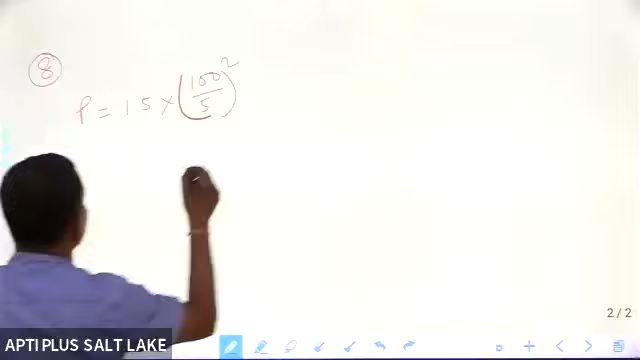 8
P = 15 × (100/5)²
2 / 2
APTI PLUS SALT LAKE